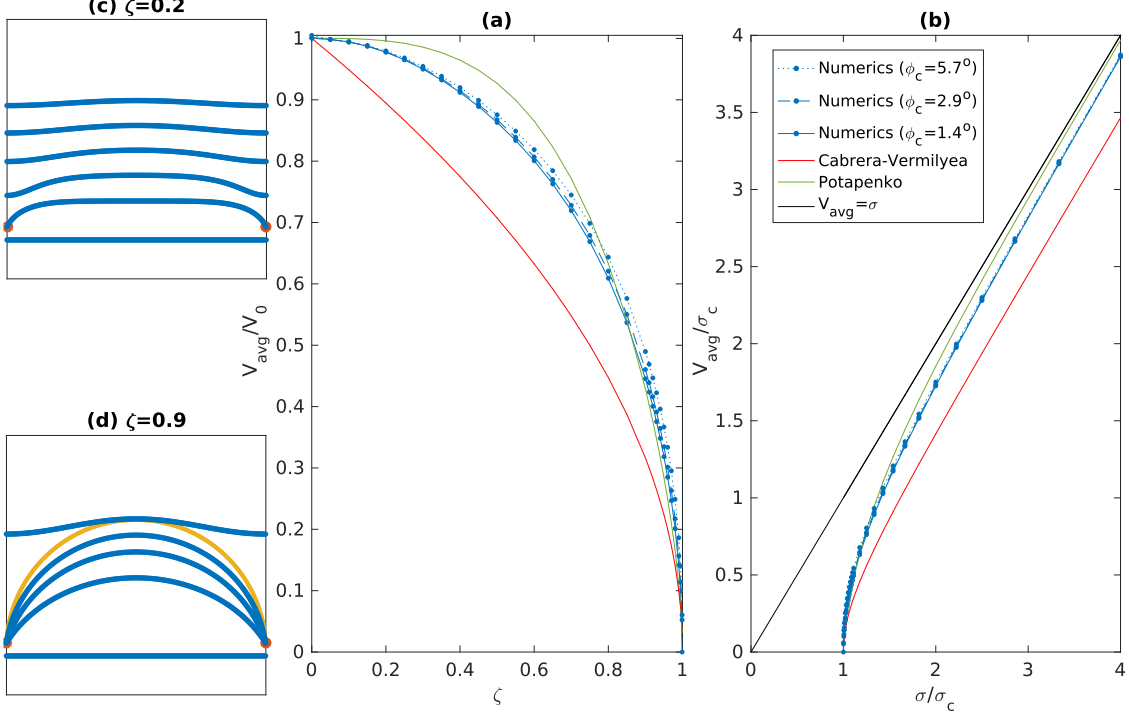 (c) ζ=0.2
(d) ζ=0.9
(a)
V_avg/V_0
1
0.9
0.8
0.7
0.6
0.5
0.4
0.3
0.2
0.1
0
0 0.2 0.4 0.6 0.8 1
ζ
(b)
V_avg/σ_c
4
3.5
3
2.5
2
1.5
1
0.5
0
0 1 2 3 4
σ/σ_c
Numerics (ϕ_c=5.7°)
Numerics (ϕ_c=2.9°)
Numerics (ϕ_c=1.4°)
Cabrera-Vermilyea
Potapenko
V_avg=σ